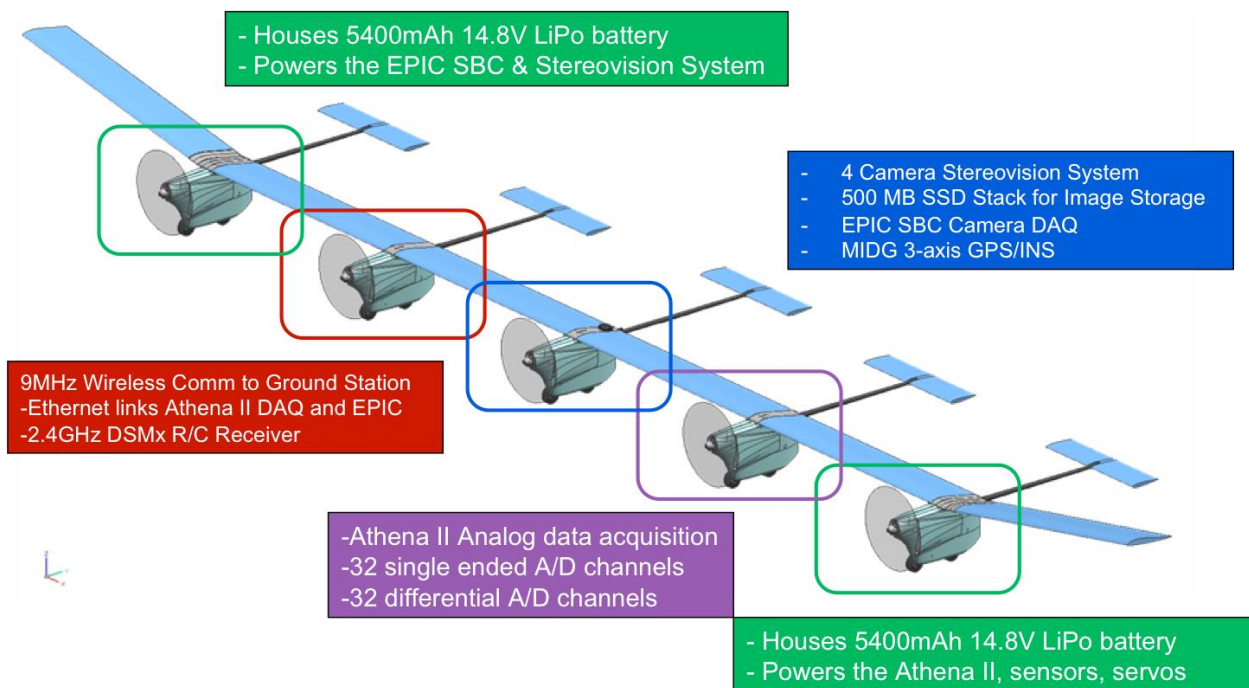 - Houses 5400mAh 14.8V LiPo battery
- Powers the EPIC SBC & Stereovision System
- 4 Camera Stereovision System
- 500 MB SSD Stack for Image Storage
- EPIC SBC Camera DAQ
- MIDG 3-axis GPS/INS
9MHz Wireless Comm to Ground Station
-Ethernet links Athena II DAQ and EPIC
-2.4GHz DSMx R/C Receiver
-Athena II Analog data acquisition
-32 single ended A/D channels
-32 differential A/D channels
- Houses 5400mAh 14.8V LiPo battery
- Powers the Athena II, sensors, servos